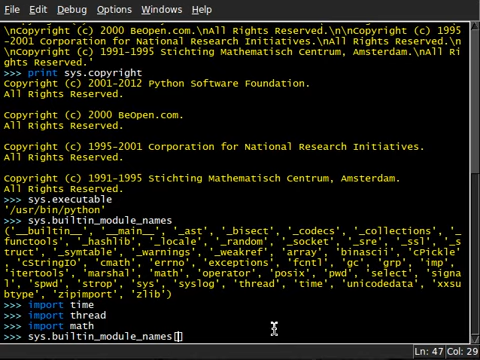 File Edit Debug Options Windows Help
rights (c) 2000 BeOpen.com.\nAll Rights Reserved.\n\nCopyright (c) 1995
-2001 Corporation for National Research Initiatives.\nAll Rights Reserved.\n
\nCopyright (c) 1991-1995 Stichting Mathematisch Centrum, Amsterdam.\nAll Ri
ghts Reserved.'
>>> print sys.copyright
Copyright (c) 2001-2012 Python Software Foundation.
All Rights Reserved.
Copyright (c) 2000 BeOpen.com.
All Rights Reserved.
Copyright (c) 1995-2001 Corporation for National Research Initiatives.
All Rights Reserved.
Copyright (c) 1991-1995 Stichting Mathematisch Centrum, Amsterdam.
All Rights Reserved.
>>> sys.executable
'/usr/bin/python'
>>> sys.builtin_module_names
('__builtin__', '__main__', '_ast', '_bisect', '_codecs', '_collections', '_
functools', '_hashlib', '_locale', '_random', '_socket', '_sre', '_ssl', '_s
truct', '_symtable', '_warnings', '_weakref', 'array', 'binascii', 'cPickle'
, 'cStringIO', 'cmath', 'errno', 'exceptions', 'fcntl', 'gc', 'grp', 'imp',
'itertools', 'marshal', 'math', 'operator', 'posix', 'pwd', 'select', 'signa
l', 'spwd', 'strop', 'sys', 'syslog', 'thread', 'time', 'unicodedata', 'xxsu
btype', 'zipimport', 'zlib')
>>> import time
>>> import thread
>>> import math
>>> sys.builtin_module_names[]
Ln: 47 Col: 29